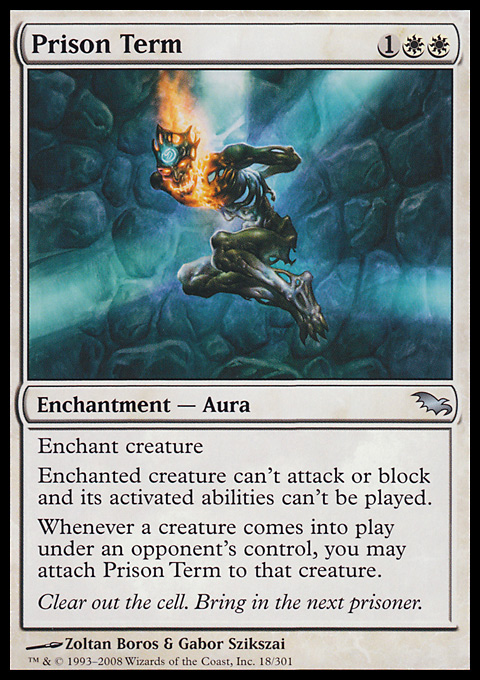 Prison Term 1
Enchantment — Aura
Enchant creature
Enchanted creature can't attack or block
and its activated abilities can't be played.
Whenever a creature comes into play
under an opponent's control, you may
attach Prison Term to that creature.
Clear out the cell. Bring in the next prisoner.
Zoltan Boros & Gabor Szikszai
™ & © 1993–2008 Wizards of the Coast, Inc. 18/301